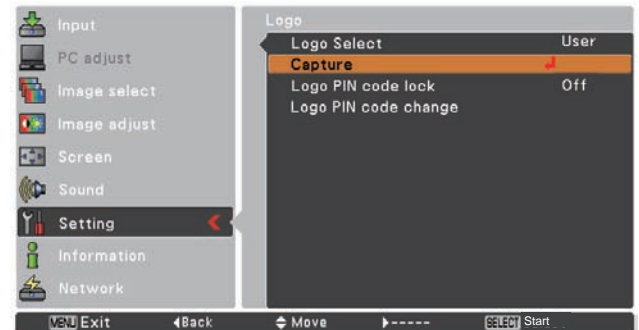 Input
PC adjust
Image select
Image adjust
Screen
Sound
Setting
Information
Network
Logo
Logo Select User
Capture
Logo PIN code lock Off
Logo PIN code change
MENU Exit Back Move ----- SELECT Start